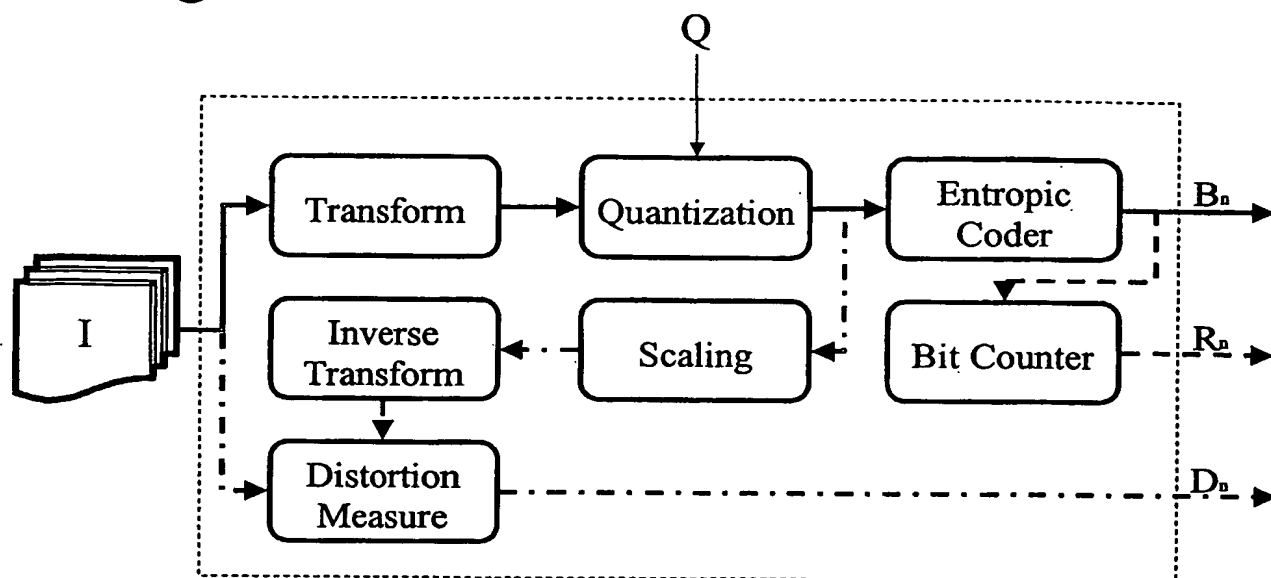 Q
Transform
Quantization
Entropic
Coder
Bn
I
Inverse
Transform
Scaling
Bit Counter
Rn
Distortion
Measure
Dn